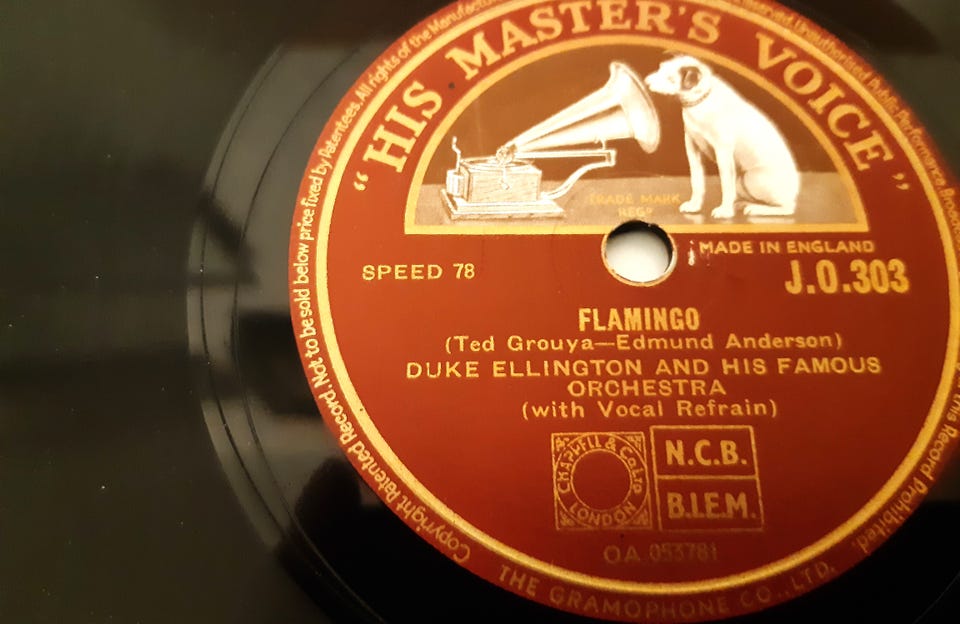 "HIS MASTER'S VOICE"
TRADE MARK
REGD
MADE IN ENGLAND
SPEED 78
J.O.303
FLAMINGO
(Ted Grouya—Edmund Anderson)
DUKE ELLINGTON AND HIS FAMOUS
ORCHESTRA
(with Vocal Refrain)
CHAPPELL & CO LTD
LONDON
N.C.B.
B.I.E.M.
OA 053781
THE GRAMOPHONE CO., LTD.
Copyright Patented Record. Not to be sold below price fixed by Patentees. All rights of the Manufacturer
reserved. Unauthorised Public Performance, Broadcasting
this Record Prohibited.